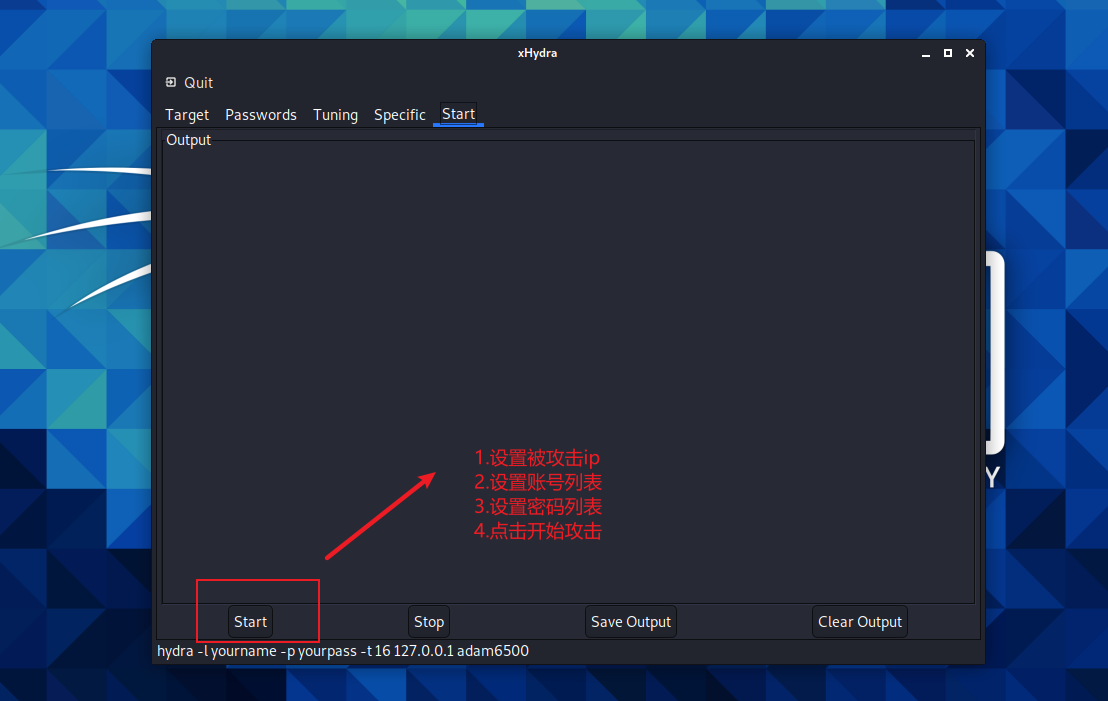 xHydra
Quit
Target Passwords Tuning Specific Start
Output
1.设置被攻击ip
2.设置账号列表
3.设置密码列表
4.点击开始攻击
Y
Start Stop Save Output Clear Output
hydra -l yourname -p yourpass -t 16 127.0.0.1 adam6500